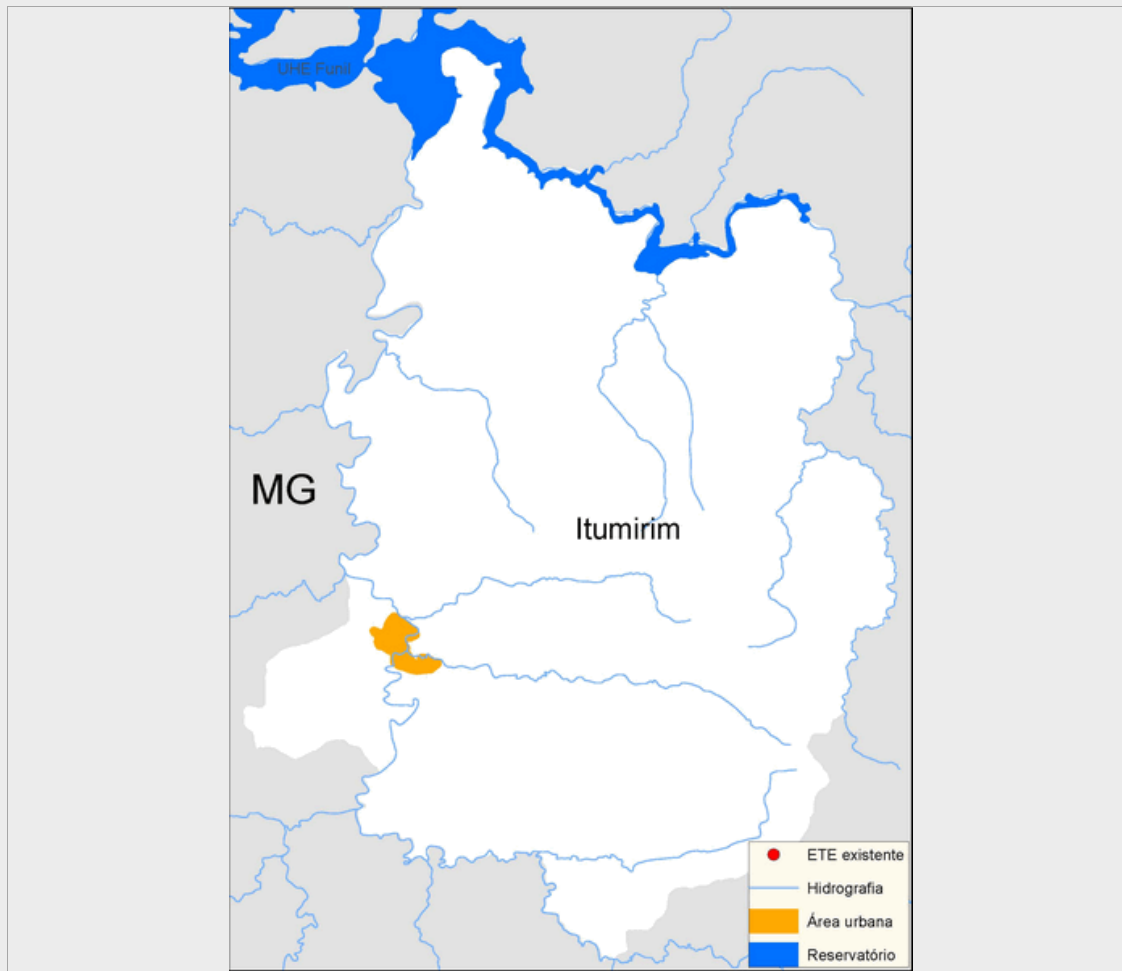 UHE Funil
MG
Itumirim
ETE existente
Hidrografia
Área urbana
Reservatório